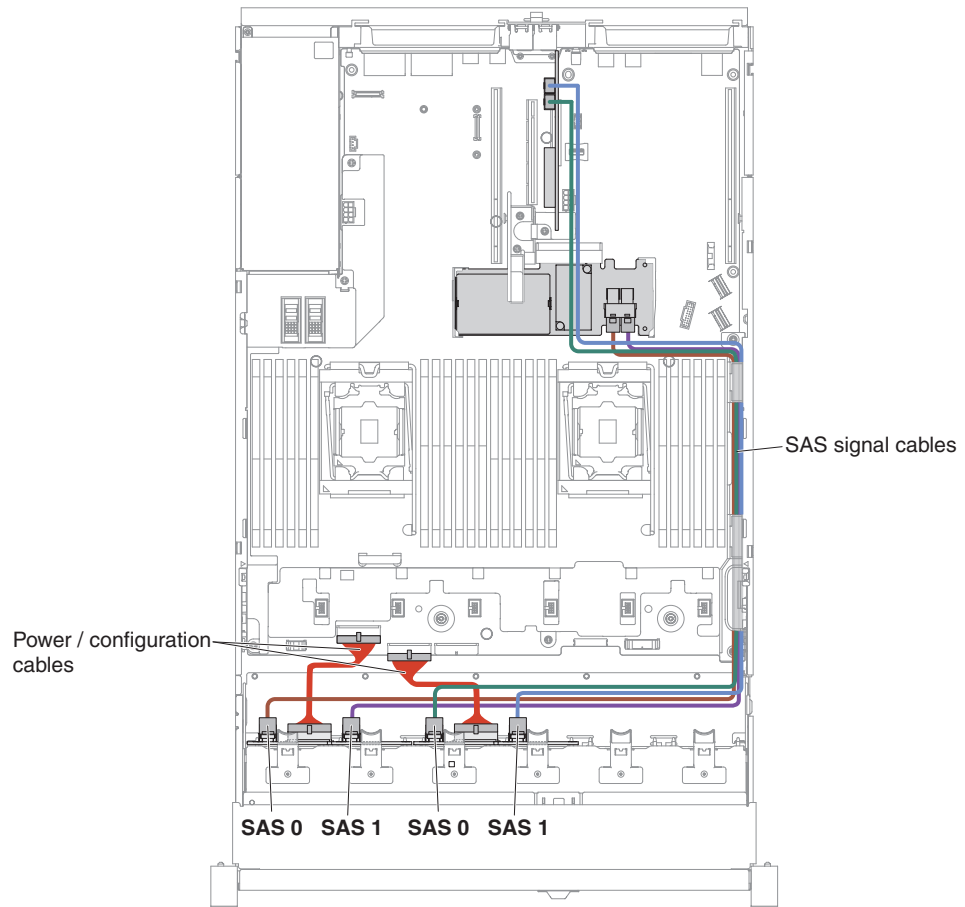 SAS signal cables
Power / configuration
cables
SAS 0 SAS 1 SAS 0 SAS 1